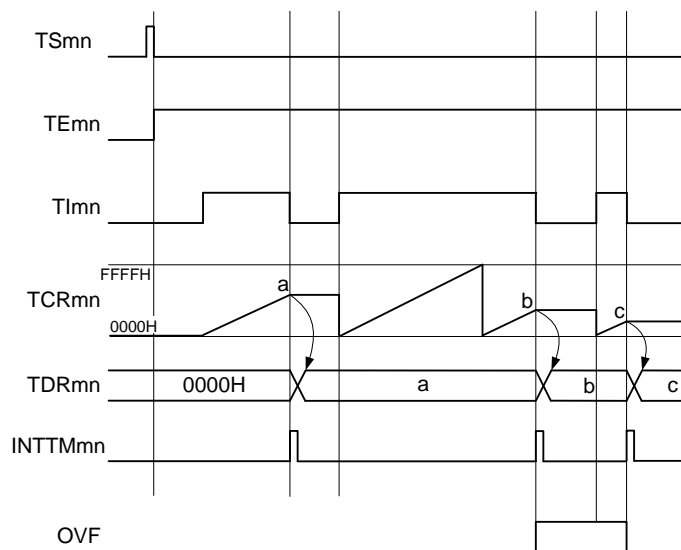 TSmn
TEmn
TImn
FFFFH
TCRmn
0000H
a
b
c
TDRmn
0000H
a
b
c
INTTMmn
OVF